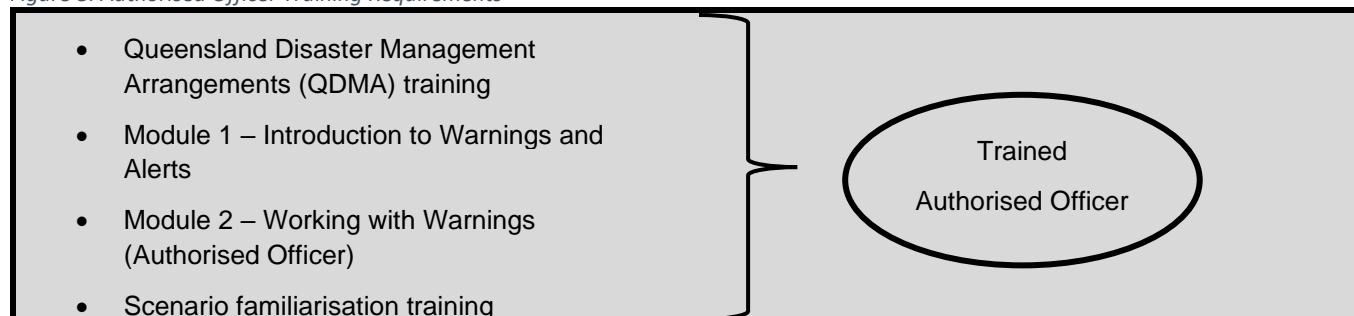 Queensland Disaster Management
Arrangements (QDMA) training
Module 1 – Introduction to Warnings and
Alerts
Module 2 – Working with Warnings
(Authorised Officer)
Scenario familiarisation training
Trained
Authorised Officer